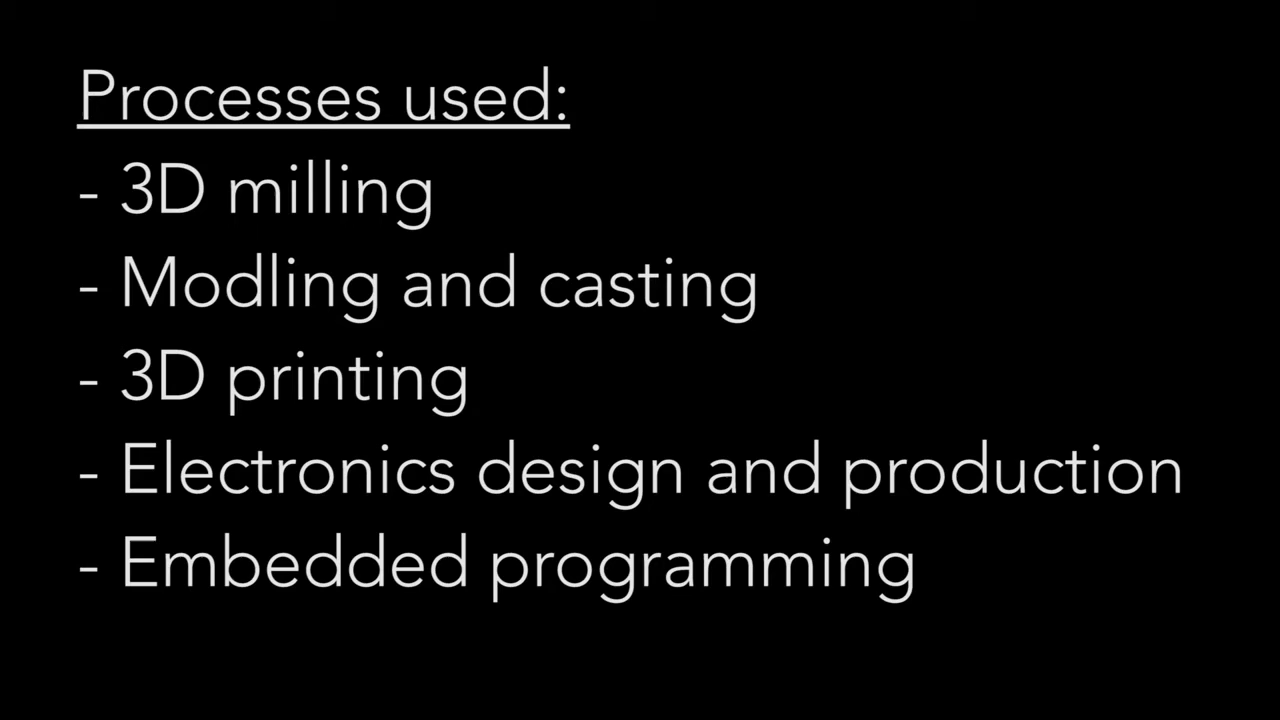 Processes used:
- 3D milling
- Modling and casting
- 3D printing
- Electronics design and production
- Embedded programming